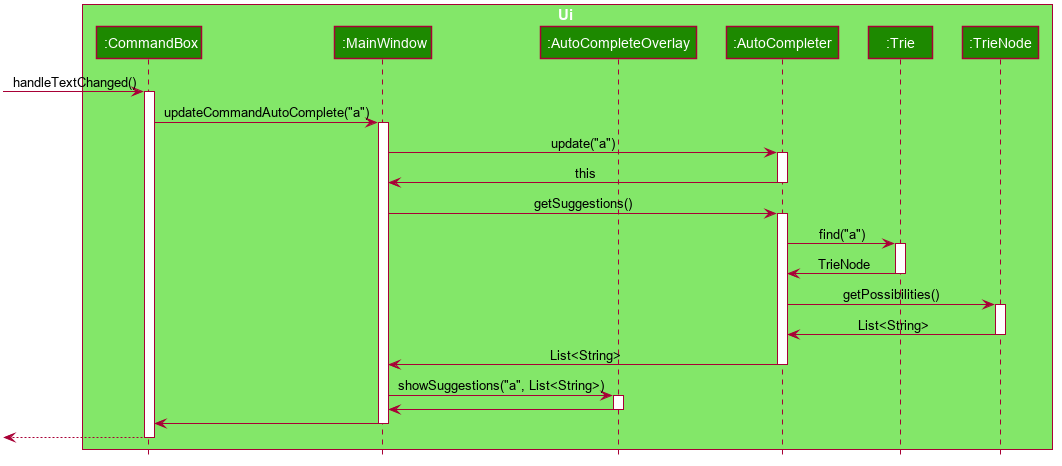 Ui
:CommandBox
:MainWindow
:AutoCompleteOverlay
:AutoCompleter
:Trie
:TrieNode
handleTextChanged()
updateCommandAutoComplete("a")
update("a")
this
getSuggestions()
find("a")
TrieNode
getPossibilities()
List<String>
List<String>
showSuggestions("a", List<String>)